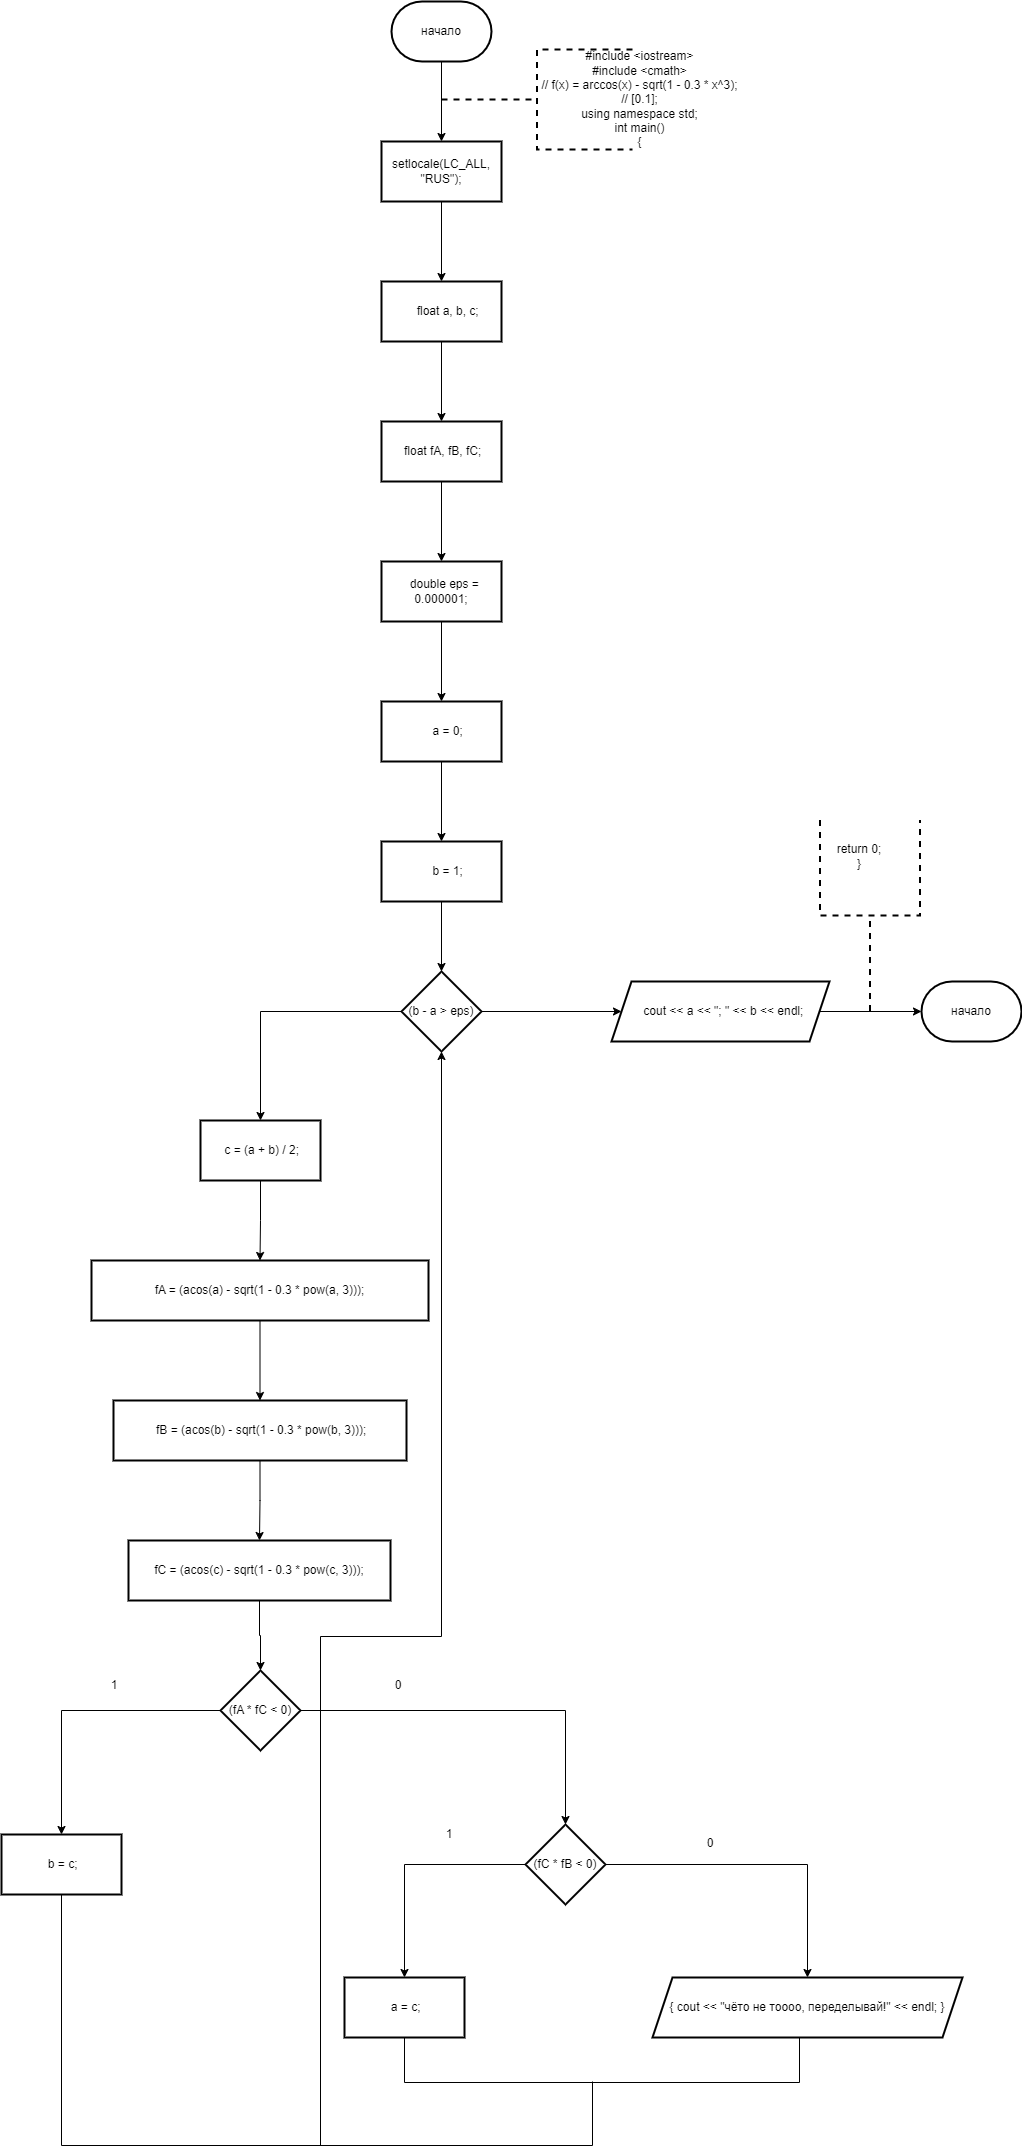 начало
#include <iostream>
#include <cmath>
// f(x) = arccos(x) - sqrt(1 - 0.3 * x^3);
// [0.1];
using namespace std;
int main()
{
setlocale(LC_ALL,
"RUS");
float a, b, c;
float fA, fB, fC;
double eps =
0.000001;
a = 0;
b = 1;
return 0;
}
(b - a > eps)
cout << a << "; " << b << endl;
начало
c = (a + b) / 2;
fA = (acos(a) - sqrt(1 - 0.3 * pow(a, 3)));
fB = (acos(b) - sqrt(1 - 0.3 * pow(b, 3)));
fC = (acos(c) - sqrt(1 - 0.3 * pow(c, 3)));
1
0
(fA * fC < 0)
1
0
b = c;
(fC * fB < 0)
a = c;
{ cout << "чёто не тоооо, переделывай!" << endl; }